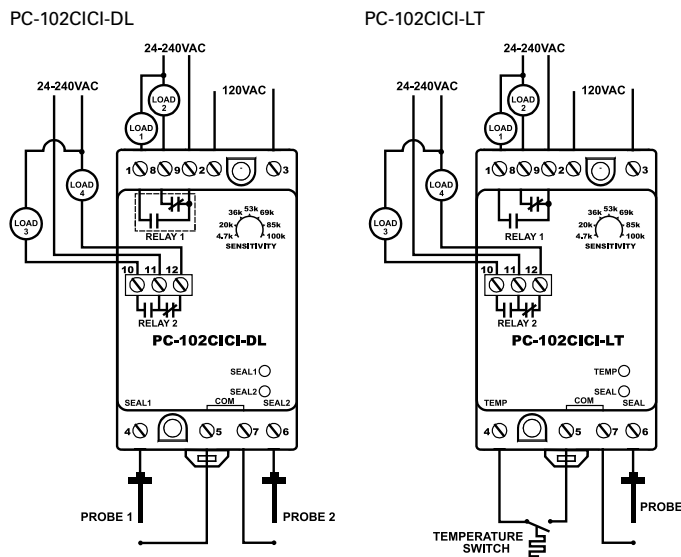 PC-102CICI-DL
24-240VAC
24-240VAC
120VAC
LOAD 1
LOAD 2
LOAD 3
LOAD 4
1 8 9 2 3
RELAY 1
4.7k 20k 36k 53k 69k 85k 100k
SENSITIVITY
10 11 12
RELAY 2
PC-102CICI-DL
SEAL1
SEAL2
SEAL1 COM SEAL2
4 5 7 6
PROBE 1
PROBE 2
PC-102CICI-LT
24-240VAC
24-240VAC
120VAC
LOAD 1
LOAD 2
LOAD 3
LOAD 4
1 8 9 2 3
RELAY 1
4.7k 20k 36k 53k 69k 85k 100k
SENSITIVITY
10 11 12
RELAY 2
PC-102CICI-LT
TEMP
SEAL
TEMP COM SEAL
4 5 7 6
PROBE
TEMPERATURE
SWITCH